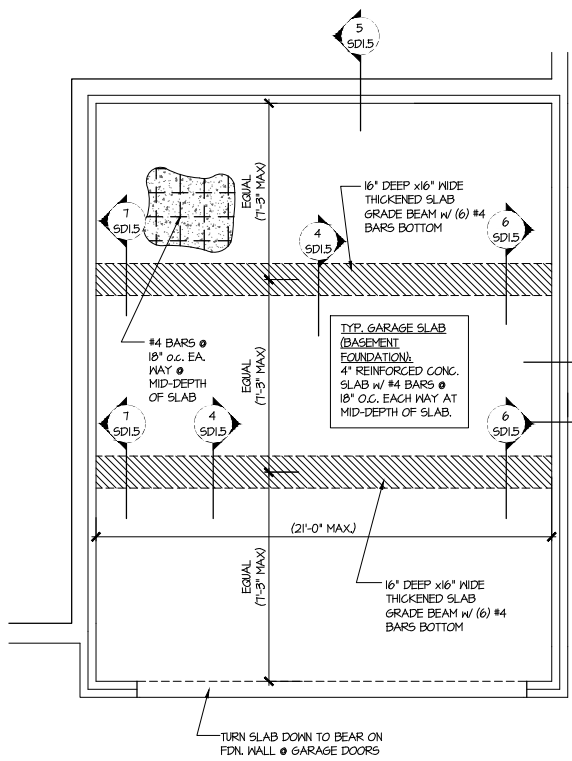 5
SD1.5
EQUAL
(7'-3" MAX)
16" DEEP x16" WIDE
THICKENED SLAB
GRADE BEAM W/ (6) #4
BARS BOTTOM
7
SD1.5
4
SD1.5
6
SD1.5
#4 BARS @
18" O.C. EA.
WAY @
MID-DEPTH
OF SLAB
EQUAL
(7'-3" MAX)
TYP. GARAGE SLAB
(BASEMENT
FOUNDATION):
4" REINFORCED CONC.
SLAB W/ #4 BARS @
18" O.C. EACH WAY AT
MID-DEPTH OF SLAB.
7
SD1.5
4
SD1.5
6
SD1.5
(21'-0" MAX.)
EQUAL
(7'-3" MAX)
16" DEEP x16" WIDE
THICKENED SLAB
GRADE BEAM W/ (6) #4
BARS BOTTOM
TURN SLAB DOWN TO BEAR ON
FDN. WALL @ GARAGE DOORS